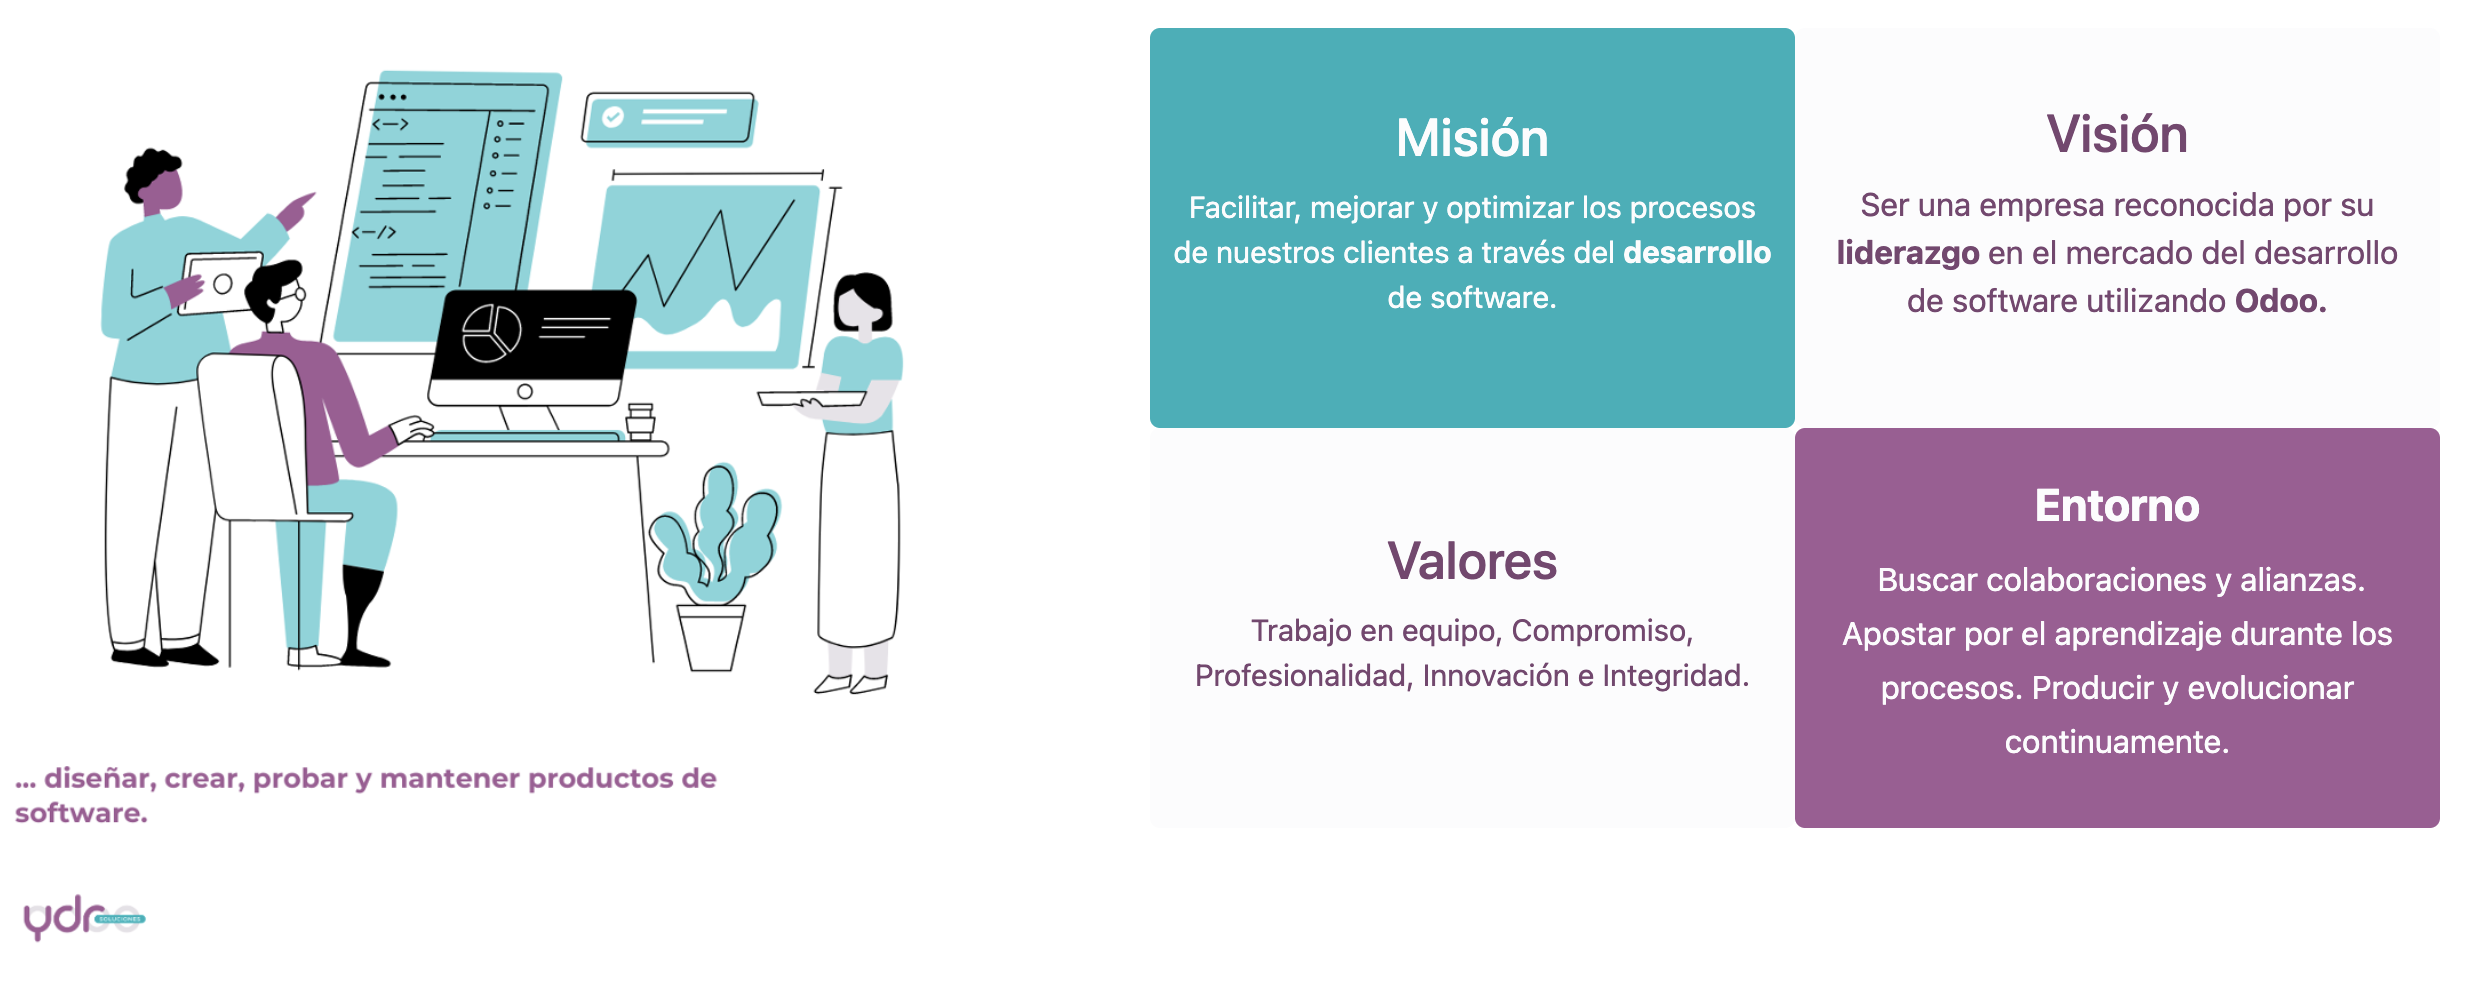 Misión
Facilitar, mejorar y optimizar los procesos
de nuestros clientes a través del desarrollo
de software.
Visión
Ser una empresa reconocida por su
liderazgo en el mercado del desarrollo
de software utilizando Odoo.
Valores
Trabajo en equipo, Compromiso,
Profesionalidad, Innovación e Integridad.
Entorno
Buscar colaboraciones y alianzas.
Apostar por el aprendizaje durante los
procesos. Producir y evolucionar
continuamente.
... diseñar, crear, probar y mantener productos de
software.
ydroo
SOLUCIONES